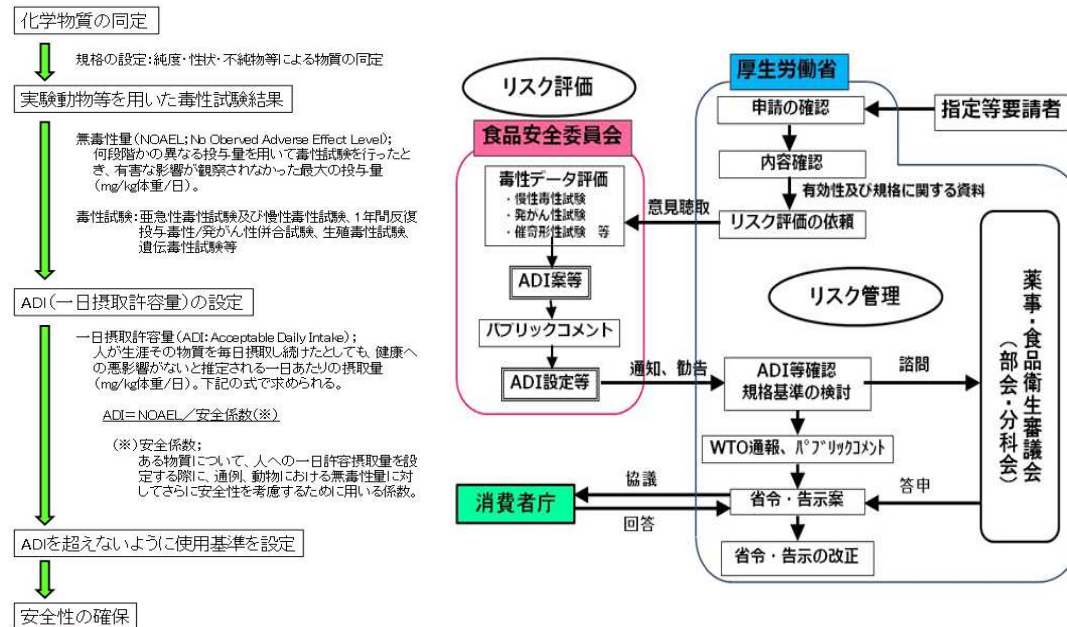 化学物質の同定
規格の設定:純度・性状・不純物等による物質の同定
実験動物等を用いた毒性試験結果
無毒性量(NOAEL;No Oberved Adverse Effect Level);
何段階かの異なる投与量を用いて毒性試験を行ったと
き、有害な影響が観察されなかった最大の投与量
(mg/kg体重/日)。
毒性試験:亜急性毒性試験及び慢性毒性試験、1年間反復
投与毒性/発がん性併合試験、生殖毒性試験、
遺伝毒性試験等
ADI(一日摂取許容量)の設定
一日摂取許容量(ADI:Acceptable Daily Intake);
人が生涯その物質を毎日摂取し続けたとしても、健康へ
の悪影響がないと推定される一日あたりの摂取量
(mg/kg体重/日)。下記の式で求められる。
ADI=NOAEL/安全係数(※)
(※)安全係数;
ある物質について、人への一日許容摂取量を設
定する際に、通例、動物における無毒性量に対
してさらに安全性を考慮するために用いる係数。
ADIを超えないように使用基準を設定
安全性の確保
リスク評価
食品安全委員会
毒性データ評価
・慢性毒性試験
・発がん性試験
・催奇形性試験 等
ADI案等
パブリックコメント
ADI設定等
意見聴取
通知、勧告
厚生労働省
申請の確認
指定等要請者
内容確認
有効性及び規格に関する資料
リスク評価の依頼
リスク管理
ADI等確認
規格基準の検討
諮問
WTO通報、パブリックコメント
協議
消費者庁
回答
省令・告示案
答申
省令・告示の改正
薬事・食品衛生審議会
(部会・分科会)